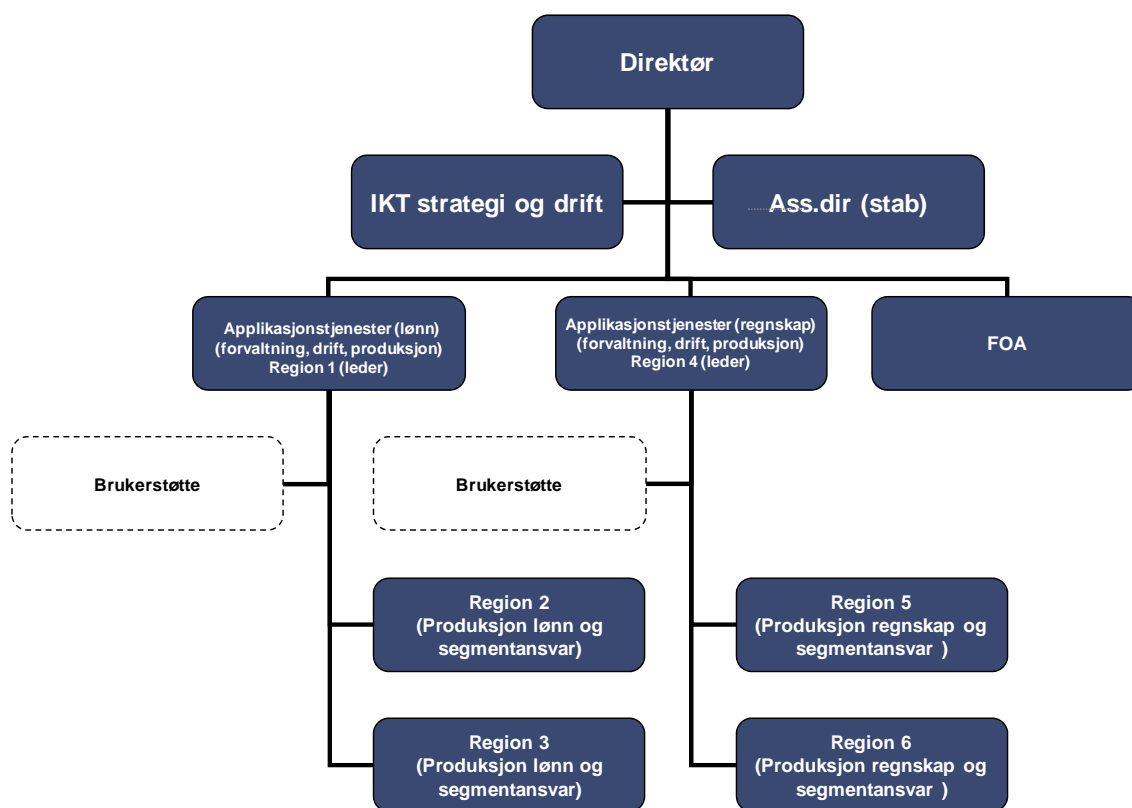 Direktør
IKT strategi og drift
Ass.dir (stab)
Applikasjonstjenester (lønn)
(forvaltning, drift, produksjon)
Region 1 (leder)
Applikasjonstjenester (regnskap)
(forvaltning, drift, produksjon)
Region 4 (leder)
FOA
Brukerstøtte
Brukerstøtte
Region 2
(Produksjon lønn og
segmentansvar)
Region 5
(Produksjon regnskap og
segmentansvar )
Region 3
(Produksjon lønn og
segmentansvar)
Region 6
(Produksjon regnskap og
segmentansvar )